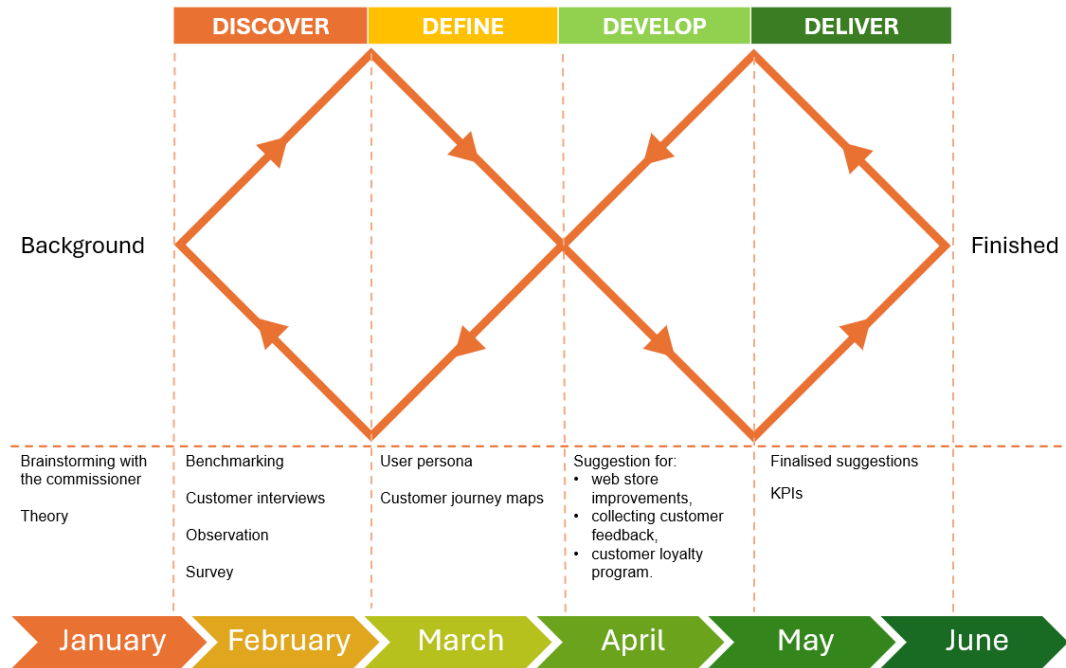 DISCOVER
DEFINE
DEVELOP
DELIVER
Background
Finished
Brainstorming with
the commissioner
Theory
Benchmarking
Customer interviews
Observation
Survey
User persona
Customer journey maps
Suggestion for:
• web store
improvements,
• collecting customer
feedback,
• customer loyalty
program.
Finalised suggestions
KPIs
January
February
March
April
May
June